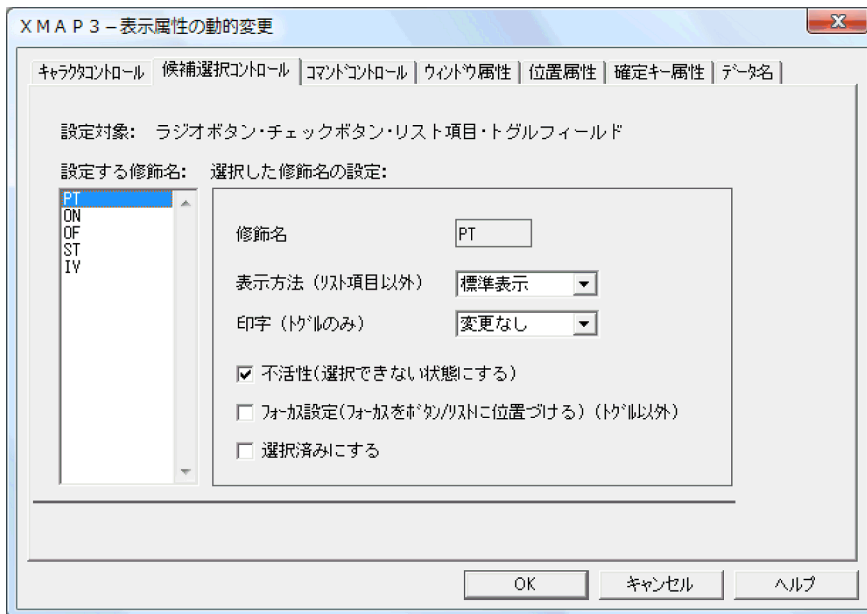 ＸＭＡＰ３－表示属性の動的変更
ｷｬﾗｸﾀｺﾝﾄﾛｰﾙ 候補選択ｺﾝﾄﾛｰﾙ ｺﾏﾝﾄﾞｺﾝﾄﾛｰﾙ ｳｨﾝﾄﾞｳ属性 位置属性 確定キー属性 ﾃﾞｰﾀ名
設定対象: ラジオボタン・チェックボタン・リスト項目・トグルフィールド
設定する修飾名: 選択した修飾名の設定:
PT
ON
OF
ST
IV
修飾名 PT
表示方法（ﾘｽﾄ項目以外） 標準表示
印字（ﾄｸﾞﾙのみ） 変更なし
不活性(選択できない状態にする)
ﾌｫｰｶｽ設定(ﾌｫｰｶｽをﾎﾞﾀﾝ/ﾘｽﾄに位置づける)（ﾄｸﾞﾙ以外）
選択済みにする
OK キャンセル ヘルプ